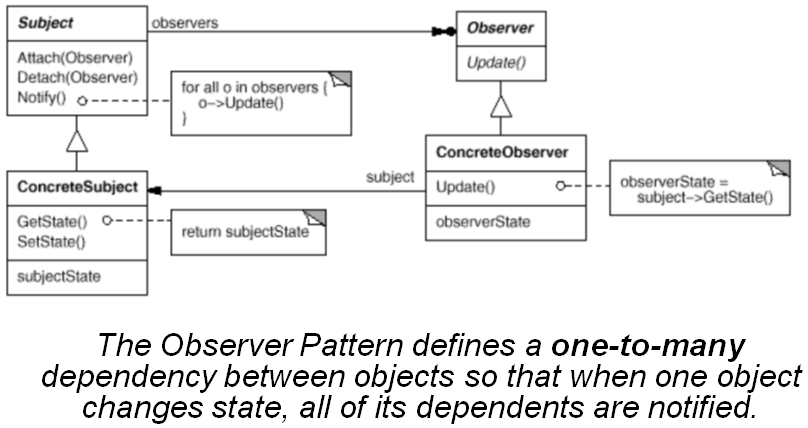 Subject
observers
Observer
Attach(Observer)
Detach(Observer)
Notify()
for all o in observers {
o->Update()
}
Update()
ConcreteSubject
GetState()
SetState()
subjectState
return subjectState
subject
ConcreteObserver
Update()
observerState
observerState =
subject->GetState()
The Observer Pattern defines a one-to-many
dependency between objects so that when one object
changes state, all of its dependents are notified.